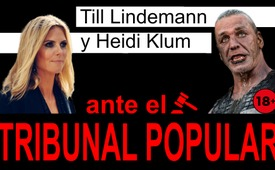 Till Lindemann
y Heidi Klum
ante el
18+
TRIBUNAL POPULAR